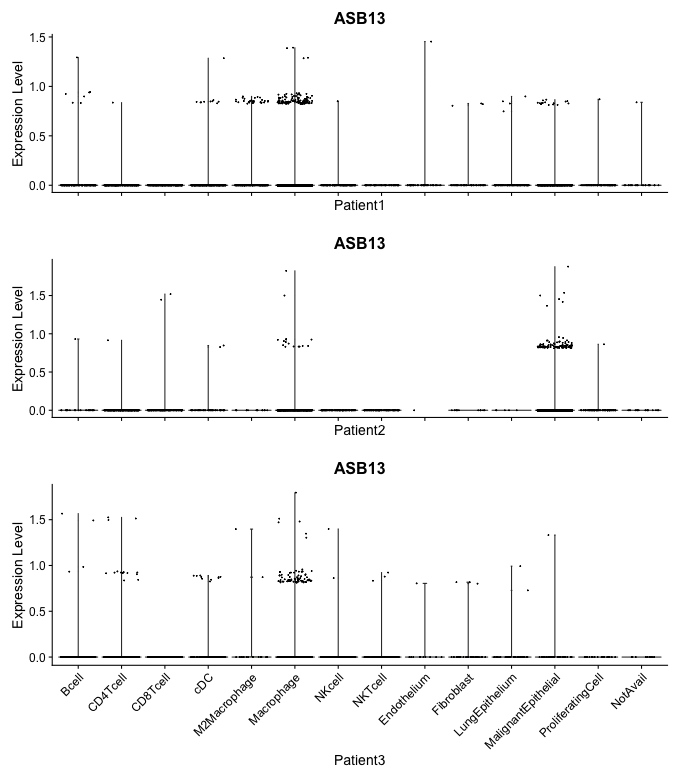 ASB13
1.5
1.0
0.5
0.0
Expression Level
Patient1
ASB13
1.5
1.0
0.5
0.0
Expression Level
Patient2
ASB13
1.5
1.0
0.5
0.0
Expression Level
Bcell
CD4Tcell
CD8Tcell
cDC
M2Macrophage
Macrophage
NKcell
NKTcell
Endothelium
Fibroblast
LungEpithelium
MalignantEpithelial
ProliferatingCell
NotAvail
Patient3